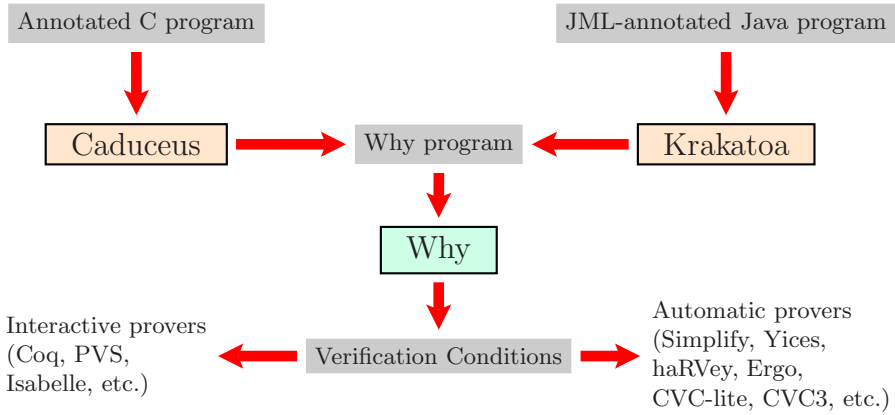 Annotated C program
JML-annotated Java program
Caduceus
Why program
Krakatoa
Why
Interactive provers
(Coq, PVS,
Isabelle, etc.)
Verification Conditions
Automatic provers
(Simplify, Yices,
haRVey, Ergo,
CVC-lite, CVC3, etc.)